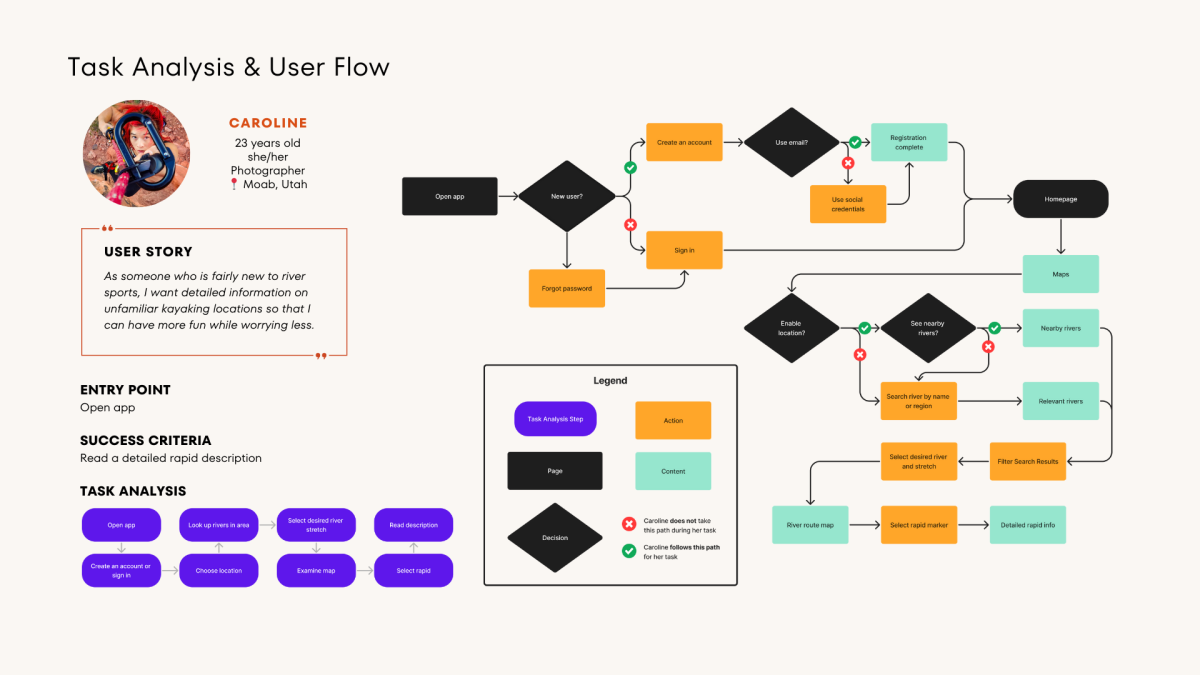 Task Analysis & User Flow
CAROLINE
23 years old
she/her
Photographer
Moab, Utah
USER STORY
As someone who is fairly new to river
sports, I want detailed information on
unfamiliar kayaking locations so that I
can have more fun while worrying less.
ENTRY POINT
Open app
SUCCESS CRITERIA
Read a detailed rapid description
TASK ANALYSIS
Open app
Create an account or
sign in
Choose location
Look up rivers in area
Select desired river
stretch
Examine map
Select rapid
Read description
Open app
New user?
Create an account
Use email?
Registration
complete
Use social
credentials
Sign in
Forgot password
Homepage
Maps
Enable
location?
See nearby
rivers?
Nearby rivers
Search river by name
or region
Relevant rivers
Filter Search Results
Select desired river
and stretch
River route map
Select rapid marker
Detailed rapid info
Legend
Task Analysis Step
Action
Page
Content
Decision
Caroline does not take
this path during her task
Caroline follows this path
for her task